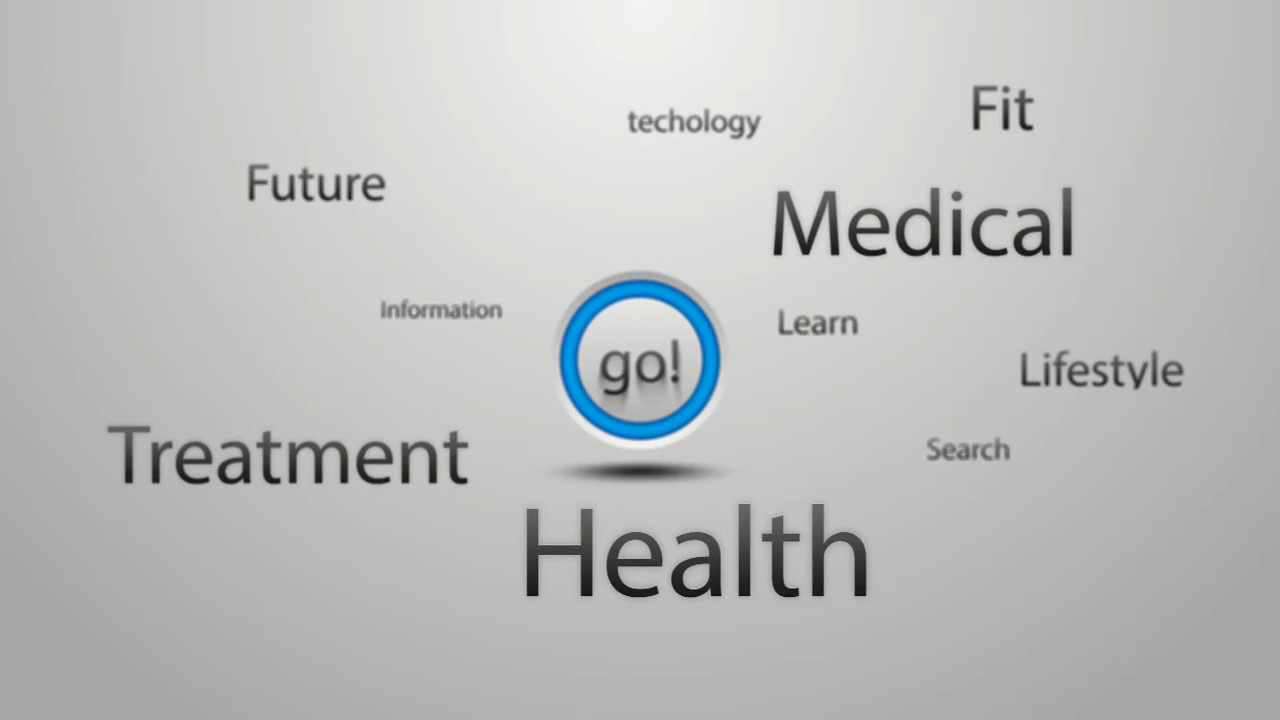 techology
Fit
Future
Medical
Information
Learn
go!
Lifestyle
Treatment
Search
Health